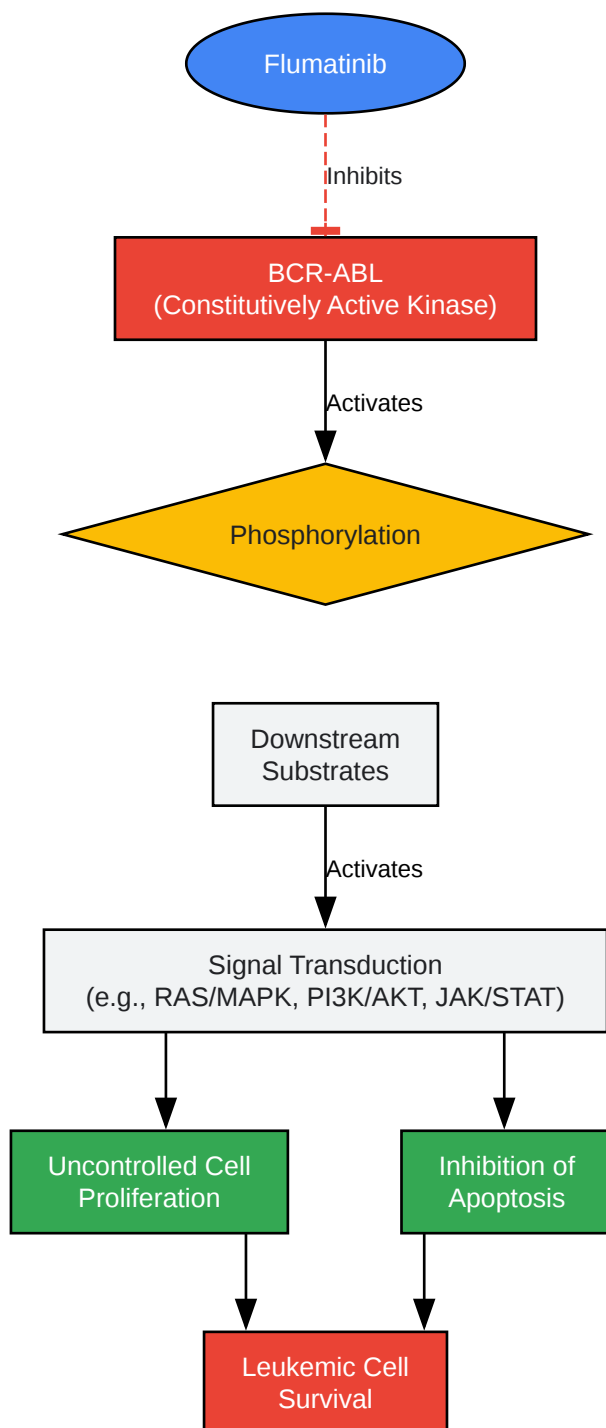 Flumatinib
Inhibits
BCR-ABL
(Constitutively Active Kinase)
Activates
Phosphorylation
Downstream
Substrates
Activates
Signal Transduction
(e.g., RAS/MAPK, PI3K/AKT, JAK/STAT)
Uncontrolled Cell
Proliferation
Inhibition of
Apoptosis
Leukemic Cell
Survival